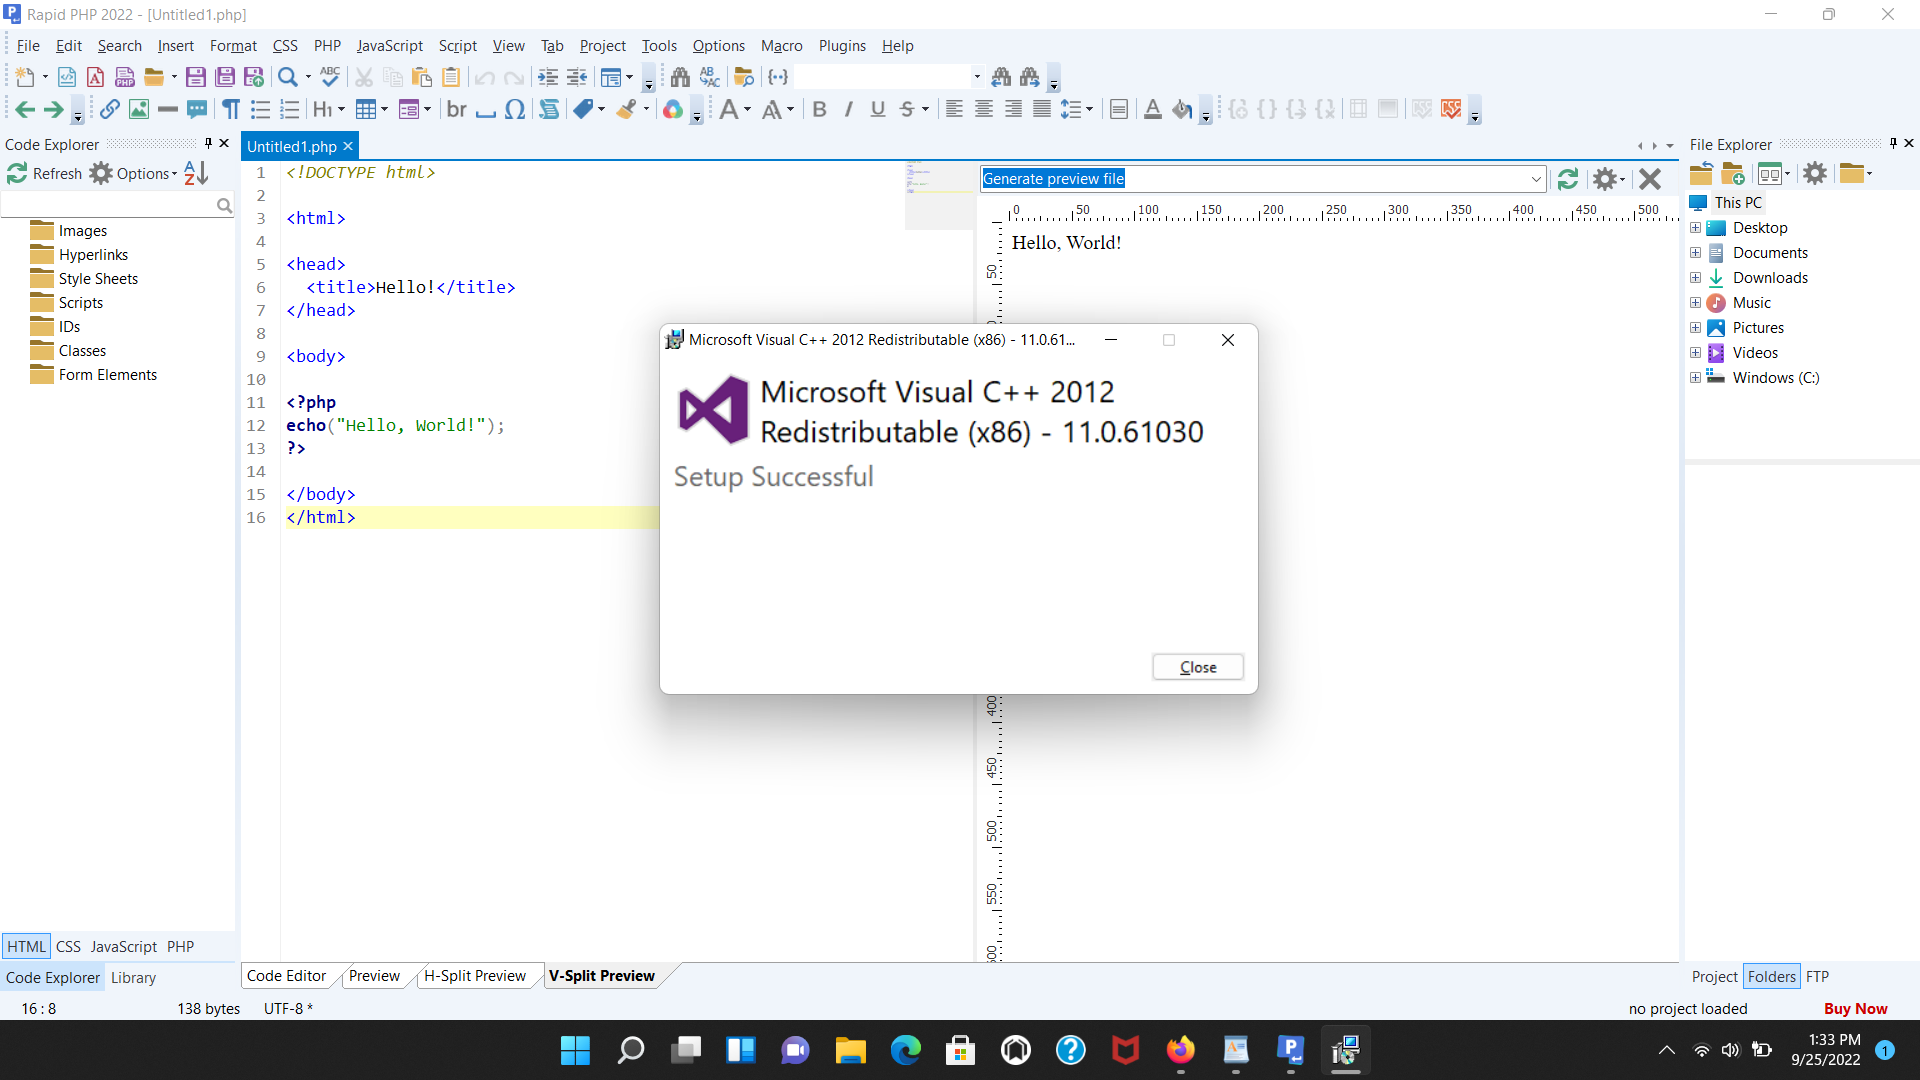 Rapid PHP 2022 - [Untitled1.php]
File Edit Search Insert Format CSS PHP JavaScript Script View Tab Project Tools Options Macro Plugins Help
H1 br A A B I U S A
Code Explorer
Refresh Options
Images
Hyperlinks
Style Sheets
Scripts
IDs
Classes
Form Elements
HTML CSS JavaScript PHP
Code Explorer Library
Untitled1.php
1 <!DOCTYPE html>
2
3 <html>
4
5 <head>
6 <title>Hello!</title>
7 </head>
8
9 <body>
10
11 <?php
12 echo("Hello, World!");
13 ?>
14
15 </body>
16 </html>
Generate preview file
0 50 100 150 200 250 300 350 400 450 500
50
400
450
500
550
Hello, World!
Microsoft Visual C++ 2012 Redistributable (x86) - 11.0.61...
Microsoft Visual C++ 2012
Redistributable (x86) - 11.0.61030
Setup Successful
Close
Code Editor Preview H-Split Preview V-Split Preview
File Explorer
This PC
Desktop
Documents
Downloads
Music
Pictures
Videos
Windows (C:)
Project Folders FTP
16 : 8 138 bytes UTF-8 *
no project loaded Buy Now
1:33 PM
9/25/2022
1